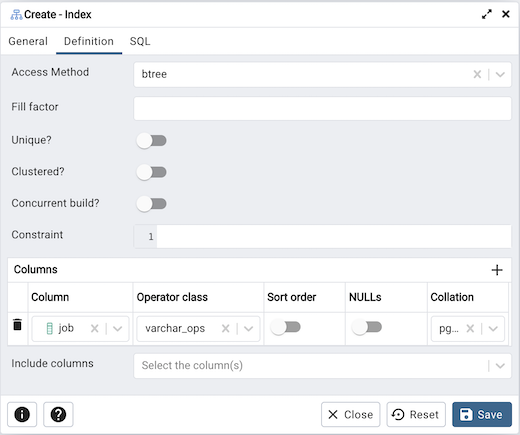 Create - Index
General Definition SQL
Access Method btree
Fill factor
Unique?
Clustered?
Concurrent build?
Constraint 1
Columns
Column Operator class Sort order NULLs Collation
job varchar_ops pg...
Include columns Select the column(s)
Close Reset Save